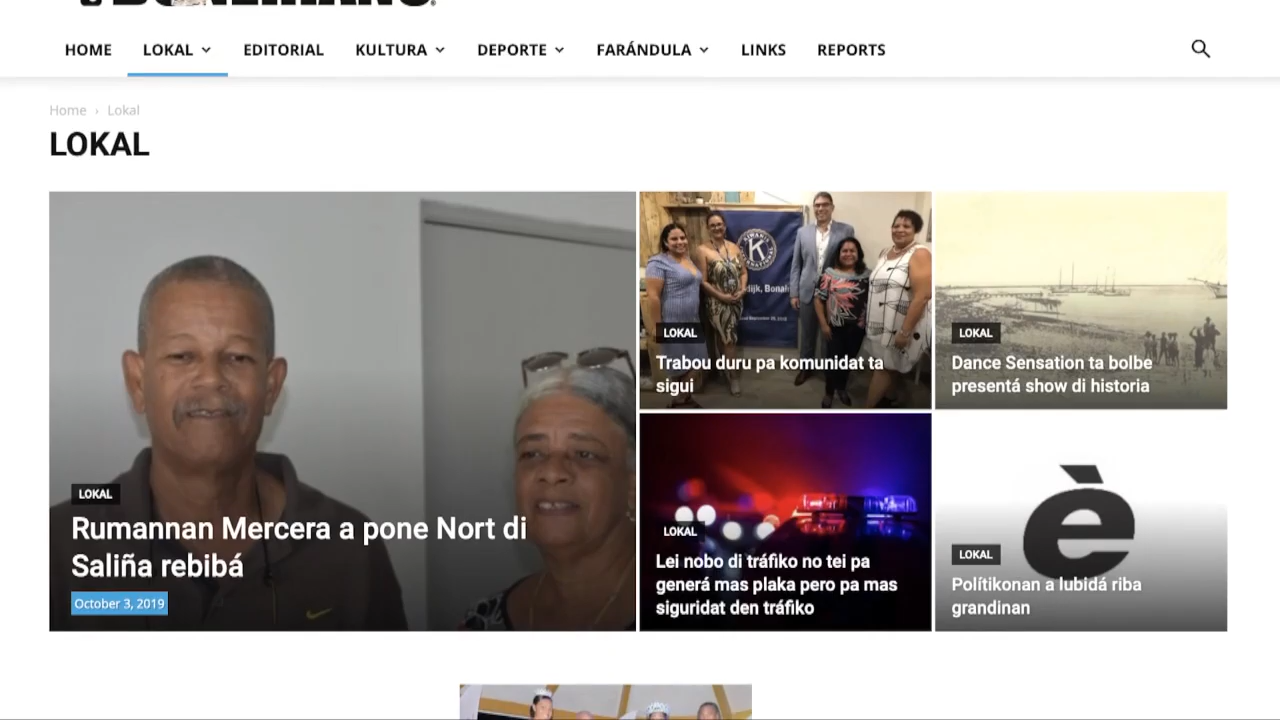 HOME LOKAL EDITORIAL KULTURA DEPORTE FARÁNDULA LINKS REPORTS
Home › Lokal
LOKAL
LOKAL
Rumannan Mercera a pone Nort di
Saliña rebibá
October 3, 2019
LOKAL
Trabou duru pa komunidat ta
sigui
LOKAL
Dance Sensation ta bolbe
presentá show di historia
LOKAL
Lei nobo di tráfiko no tei pa
generá mas plaka pero pa mas
siguridat den tráfiko
è
LOKAL
Polítikonan a lubidá riba
grandinan